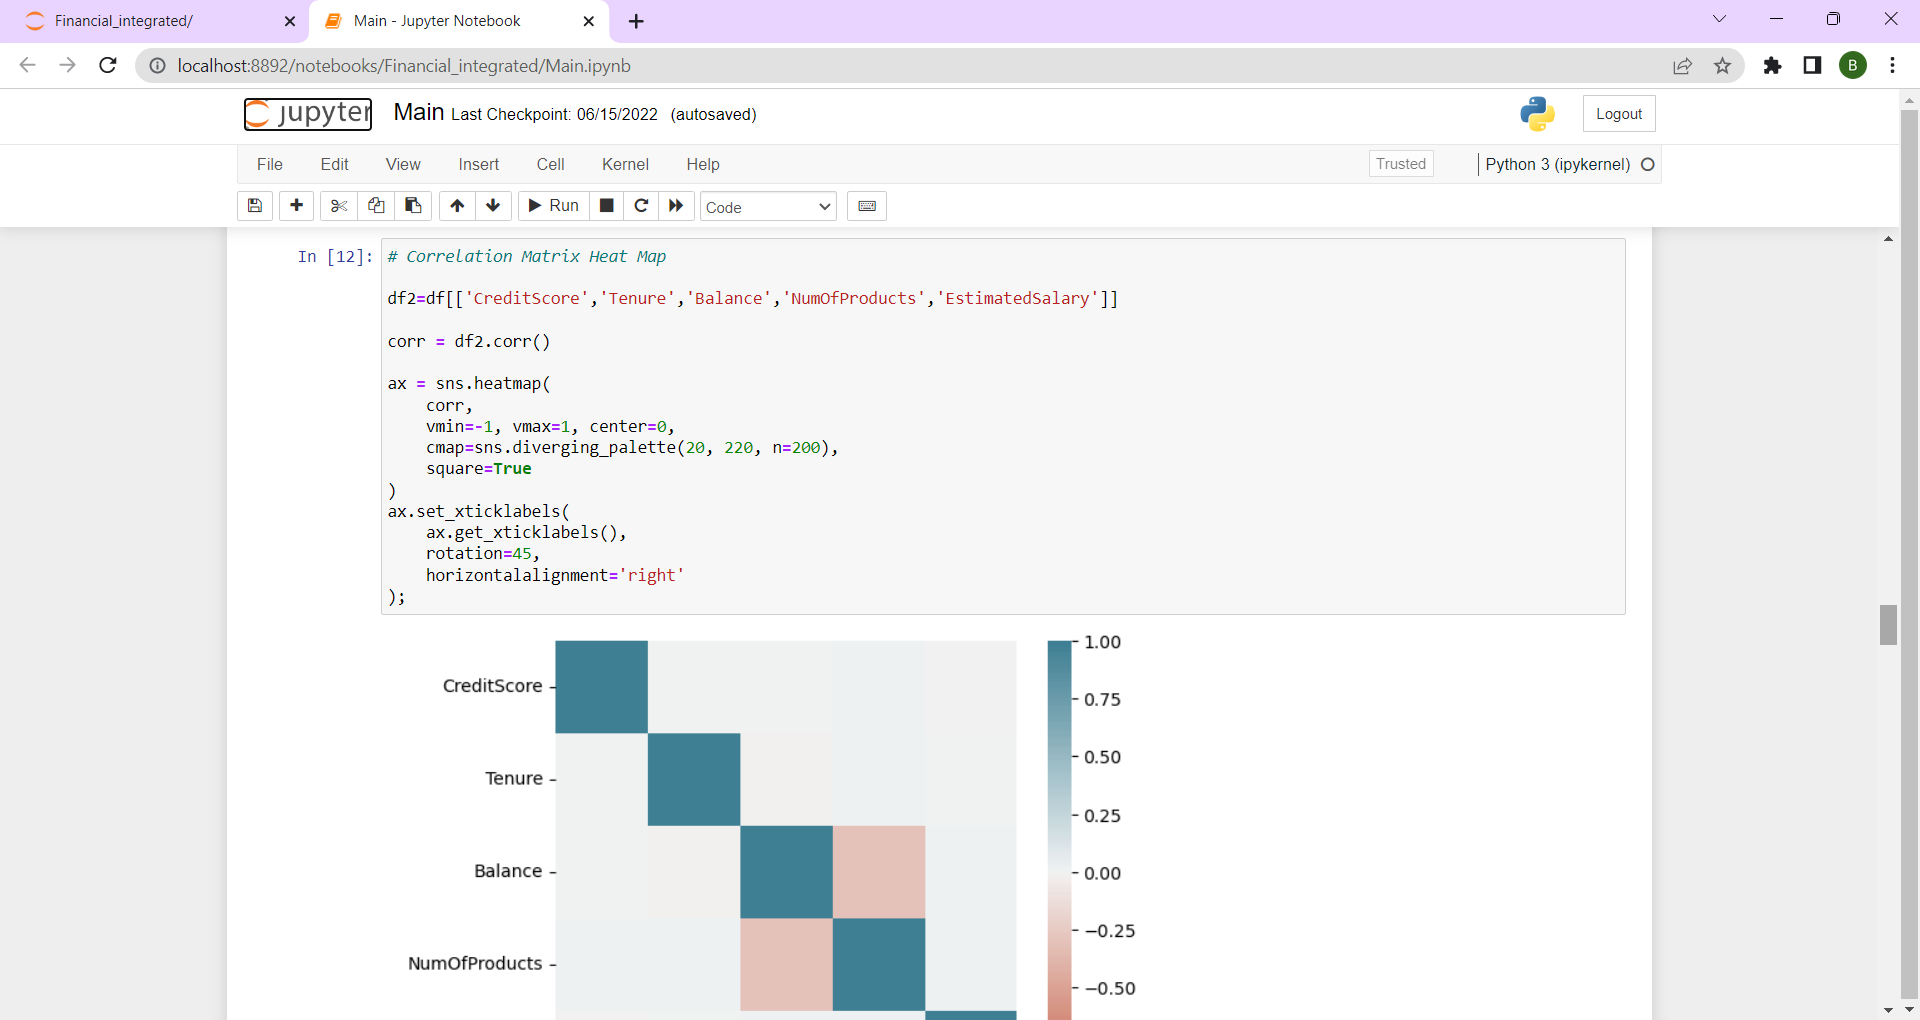 Financial_integrated/
Main - Jupyter Notebook
localhost:8892/notebooks/Financial_integrated/Main.ipynb
B
jupyter Main Last Checkpoint: 06/15/2022 (autosaved)
Logout
File Edit View Insert Cell Kernel Help
Trusted
Python 3 (ipykernel)
Run
Code
In [12]:
# Correlation Matrix Heat Map
df2=df[['CreditScore','Tenure','Balance','NumOfProducts','EstimatedSalary']]
corr = df2.corr()
ax = sns.heatmap(
    corr,
    vmin=-1, vmax=1, center=0,
    cmap=sns.diverging_palette(20, 220, n=200),
    square=True
)
ax.set_xticklabels(
    ax.get_xticklabels(),
    rotation=45,
    horizontalalignment='right'
);
CreditScore
Tenure
Balance
NumOfProducts
1.00
0.75
0.50
0.25
0.00
−0.25
−0.50